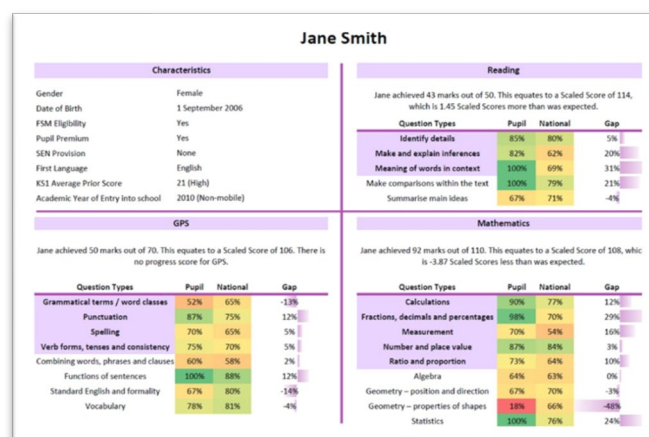 Jane Smith
Characteristics
Gender Female
Date of Birth 1 September 2006
FSM Eligibility Yes
Pupil Premium Yes
SEN Provision None
First Language English
KS1 Average Prior Score 21 (High)
Academic Year of Entry into school 2010 (Non-mobile)
Reading
Jane achieved 43 marks out of 50. This equates to a Scaled Score of 114,
which is 1.45 Scaled Scores more than was expected.
Question Types Pupil National Gap
Identify details 85% 80% 5%
Make and explain inferences 82% 62% 20%
Meaning of words in context 100% 69% 31%
Make comparisons within the text 100% 79% 21%
Summarise main ideas 67% 71% -4%
GPS
Jane achieved 50 marks out of 70. This equates to a Scaled Score of 106. There is
no progress score for GPS.
Question Types Pupil National Gap
Grammatical terms / word classes 52% 65% -13%
Punctuation 87% 75% 12%
Spelling 70% 65% 5%
Verb forms, tenses and consistency 75% 70% 5%
Combining words, phrases and clauses 60% 58% 2%
Functions of sentences 100% 88% 12%
Standard English and formality 67% 80% -14%
Vocabulary 78% 81% -4%
Mathematics
Jane achieved 92 marks out of 110. This equates to a Scaled Score of 108, whic
is -3.87 Scaled Scores less than was expected.
Question Types Pupil National Gap
Calculations 90% 77% 12%
Fractions, decimals and percentages 98% 70% 29%
Measurement 70% 54% 16%
Number and place value 87% 84% 3%
Ratio and proportion 73% 64% 10%
Algebra 64% 63% 0%
Geometry – position and direction 67% 70% -3%
Geometry – properties of shapes 18% 66% -48%
Statistics 100% 76% 24%